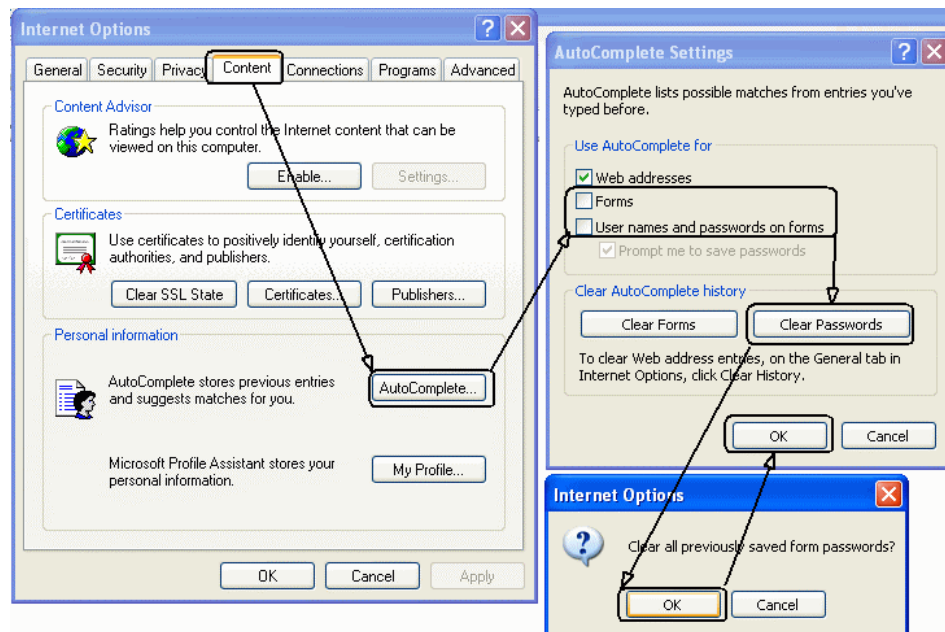 Internet Options
General Security Privacy Content Connections Programs Advanced
Content Advisor
Ratings help you control the Internet content that can be
viewed on this computer.
Enable... Settings...
Certificates
Use certificates to positively identify yourself, certification
authorities, and publishers.
Clear SSL State Certificates... Publishers...
Personal information
AutoComplete stores previous entries
and suggests matches for you.
AutoComplete...
Microsoft Profile Assistant stores your
personal information.
My Profile...
OK Cancel Apply
AutoComplete Settings
AutoComplete lists possible matches from entries you've
typed before.
Use AutoComplete for
Web addresses
Forms
User names and passwords on forms
Prompt me to save passwords
Clear AutoComplete history
Clear Forms Clear Passwords
To clear Web address entries, on the General tab in
Internet Options, click Clear History.
OK Cancel
Internet Options
Clear all previously saved form passwords?
OK Cancel